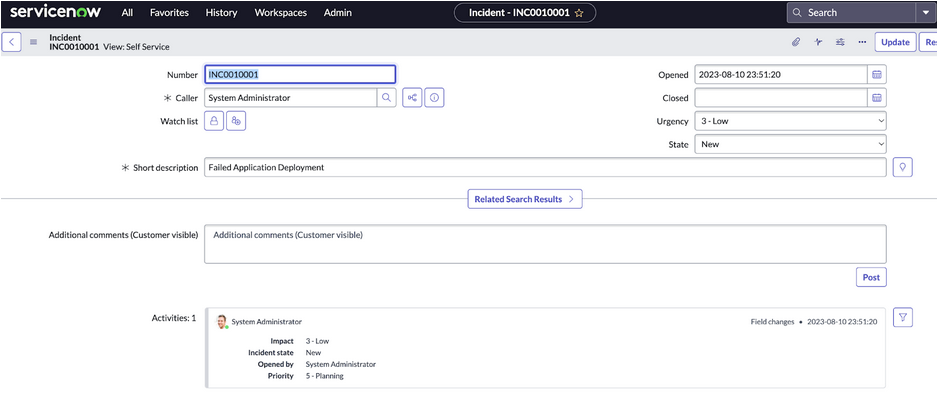 servicenow All Favorites History Workspaces Admin Incident - INC0010001 Search
Incident
INC0010001 View: Self Service
Update Res
Number INC0010001 Opened 2023-08-10 23:51:20
Caller System Administrator Closed
Watch list Urgency 3 - Low
State New
Short description Failed Application Deployment
Related Search Results
Additional comments (Customer visible) Additional comments (Customer visible)
Post
Activities: 1 System Administrator Field changes • 2023-08-10 23:51:20
Impact 3 - Low
Incident state New
Opened by System Administrator
Priority 5 - Planning